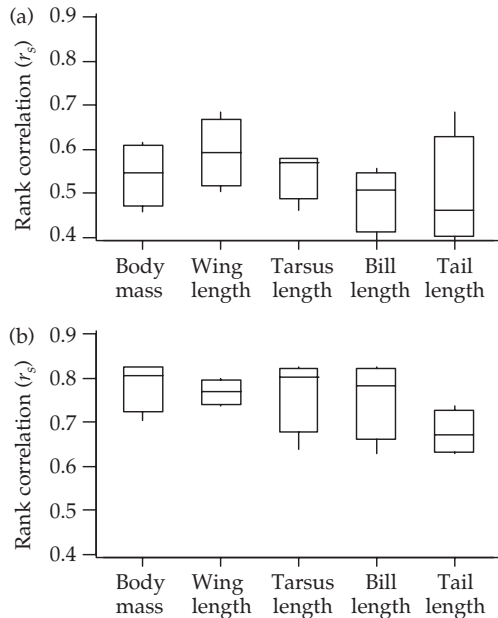 (a)
Rank correlation (rs)
0.9
0.8
0.7
0.6
0.5
0.4
Body mass
Wing length
Tarsus length
Bill length
Tail length
(b)
Rank correlation (rs)
0.9
0.8
0.7
0.6
0.5
0.4
Body mass
Wing length
Tarsus length
Bill length
Tail length